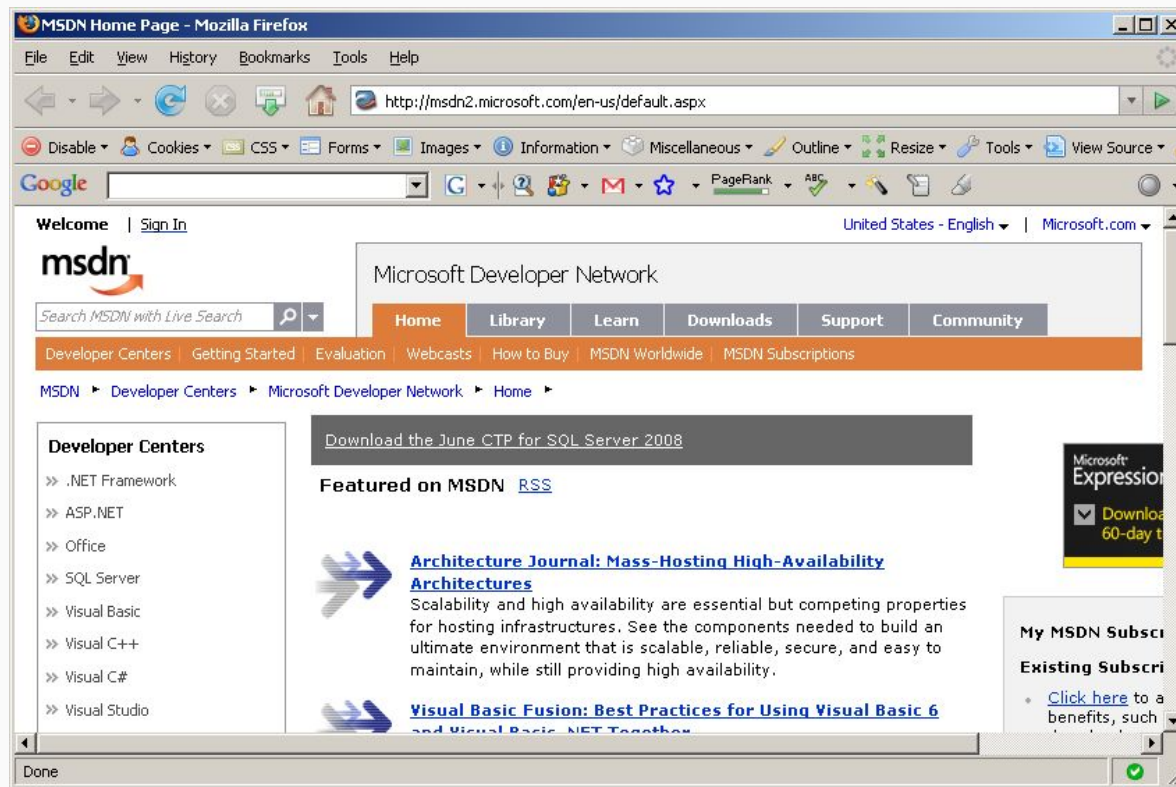 MSDN Home Page - Mozilla Firefox
File Edit View History Bookmarks Tools Help
http://msdn2.microsoft.com/en-us/default.aspx
Disable Cookies CSS Forms Images Information Miscellaneous Outline Resize Tools View Source
Google G PageRank ABC
Welcome | Sign In United States - English | Microsoft.com
msdn
Microsoft Developer Network
Search MSDN with Live Search
Home Library Learn Downloads Support Community
Developer Centers | Getting Started | Evaluation | Webcasts | How to Buy | MSDN Worldwide | MSDN Subscriptions
MSDN ► Developer Centers ► Microsoft Developer Network ► Home ►
Developer Centers
» .NET Framework
» ASP.NET
» Office
» SQL Server
» Visual Basic
» Visual C++
» Visual C#
» Visual Studio
Download the June CTP for SQL Server 2008
Featured on MSDN RSS
Architecture Journal: Mass-Hosting High-Availability
Architectures
Scalability and high availability are essential but competing properties
for hosting infrastructures. See the components needed to build an
ultimate environment that is scalable, reliable, secure, and easy to
maintain, while still providing high availability.
Visual Basic Fusion: Best Practices for Using Visual Basic 6
and Visual Basic .NET Together
Microsoft
Expression
Downloa
60-day t
My MSDN Subscr
Existing Subscri
Click here to a
benefits, such
Done